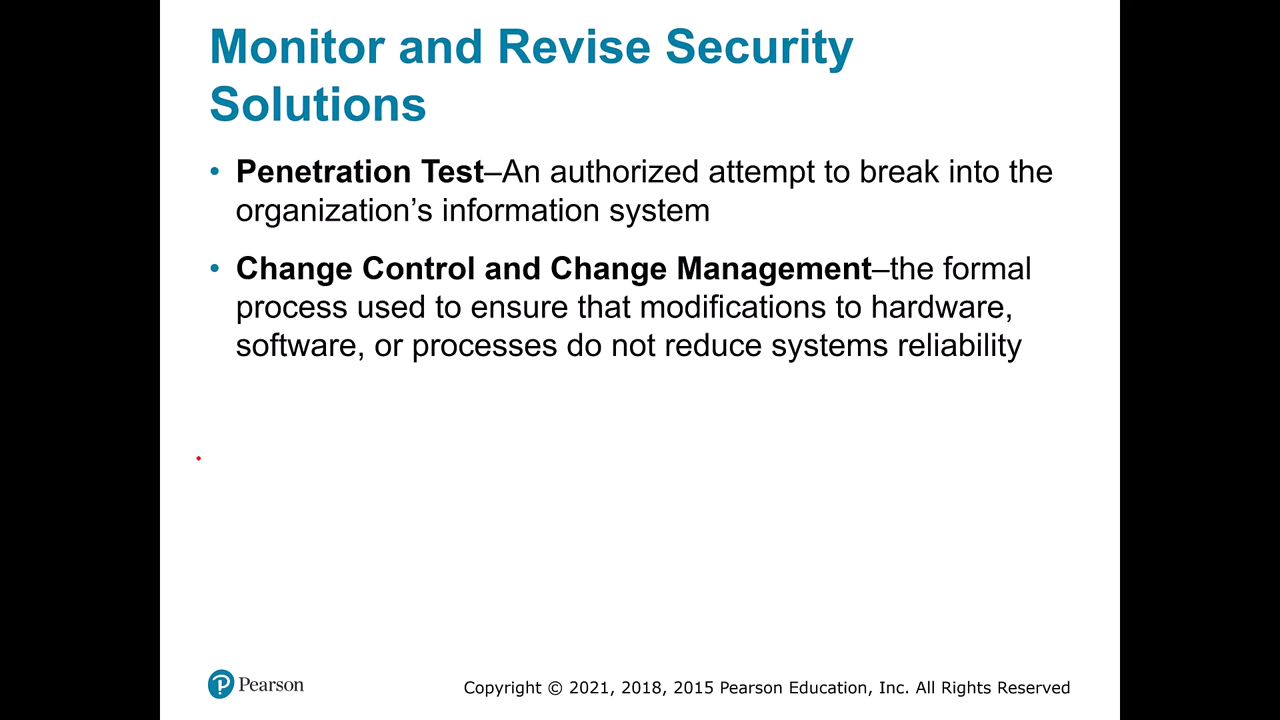 Monitor and Revise Security
Solutions
• Penetration Test–An authorized attempt to break into the
organization’s information system
• Change Control and Change Management–the formal
process used to ensure that modifications to hardware,
software, or processes do not reduce systems reliability
Pearson
Copyright © 2021, 2018, 2015 Pearson Education, Inc. All Rights Reserved